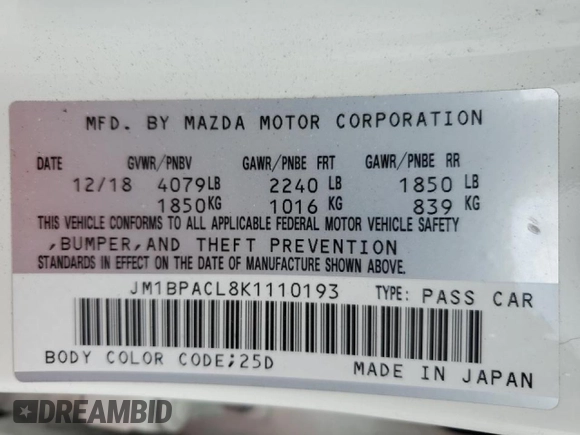 MFD. BY MAZDA MOTOR CORPORATION
DATE GVWR/PNBV GAWR/PNBE FRT GAWR/PNBE RR
12/18 4079LB 2240 LB 1850 LB
1850KG 1016 KG 839 KG
THIS VEHICLE CONFORMS TO ALL APPLICABLE FEDERAL MOTOR VEHICLE SAFETY
,BUMPER,AND THEFT PREVENTION
STANDARDS IN EFFECT ON THE DATE OF MANUFACTURE SHOWN ABOVE.
JM1BPACL8K1110193 TYPE: PASS CAR
BODY COLOR CODE;25D MADE IN JAPAN
DREAMBID